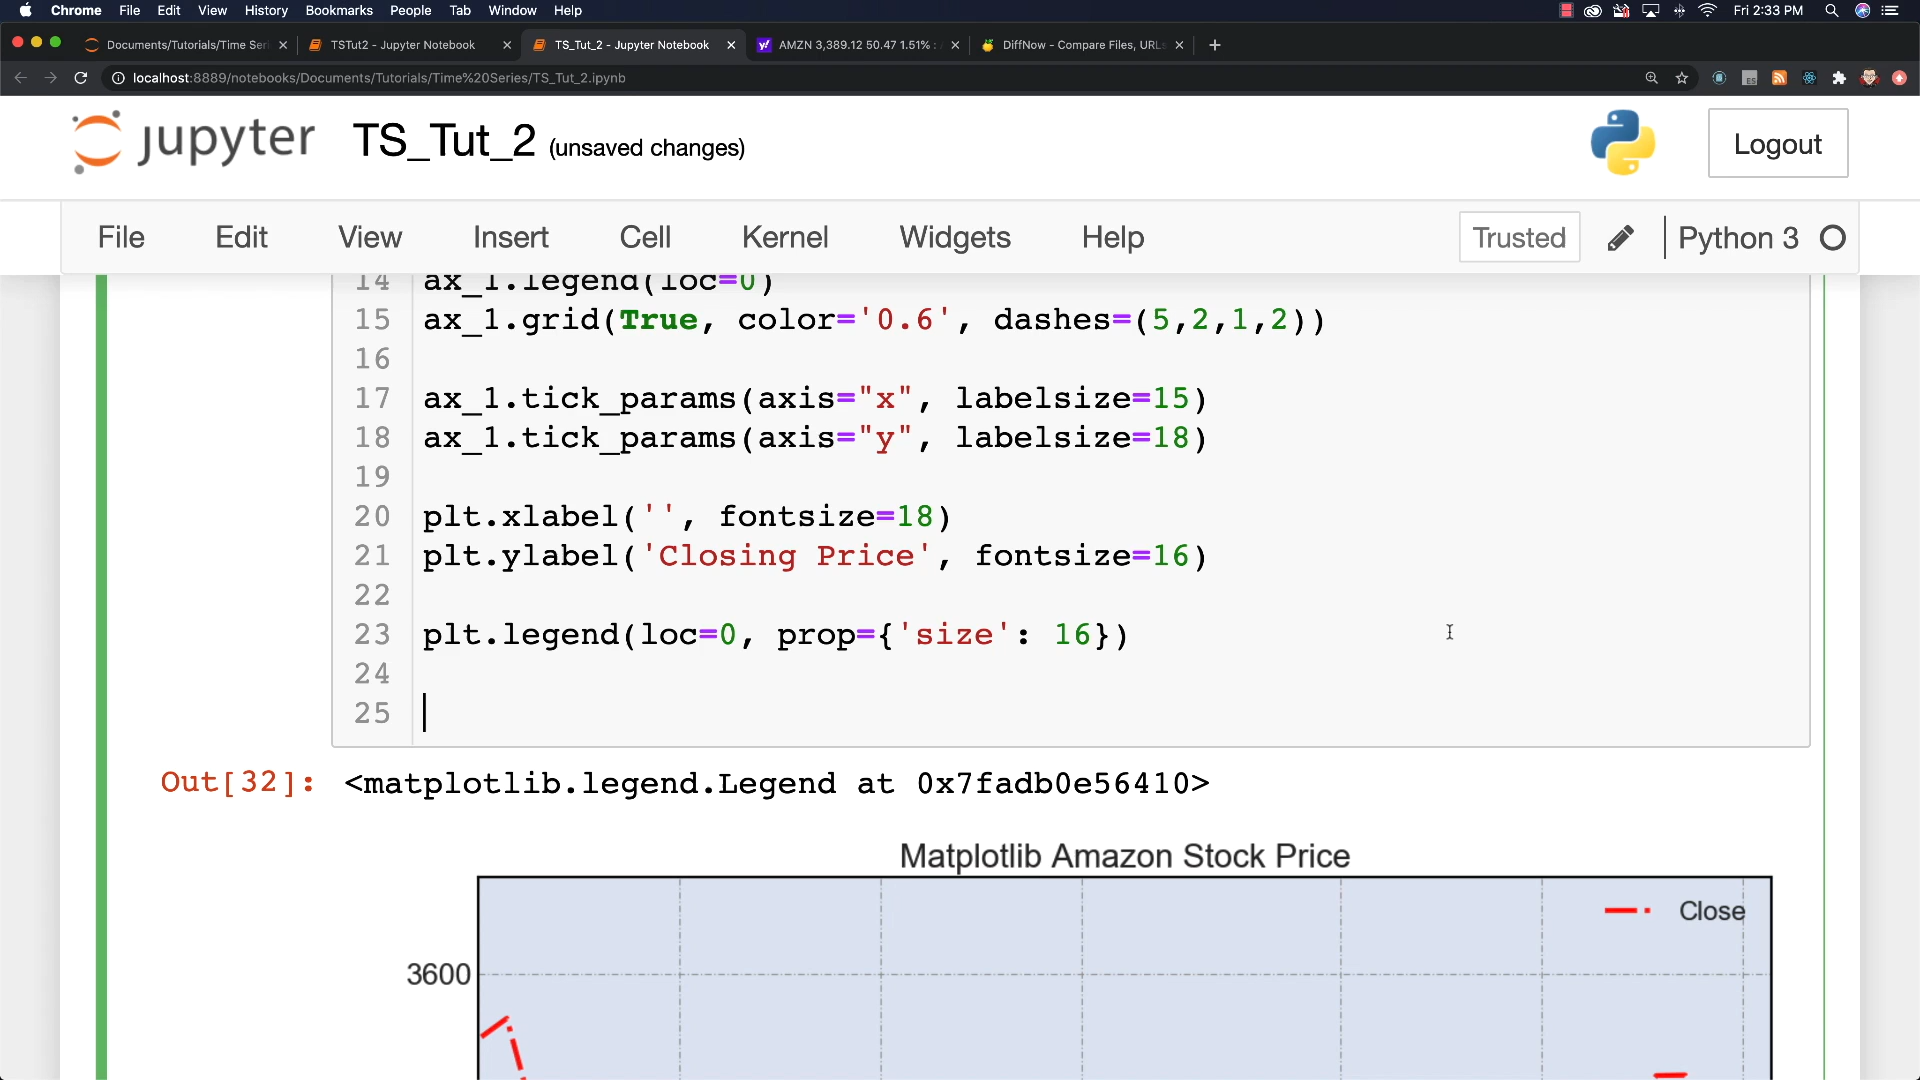 Chrome File Edit View History Bookmarks People Tab Window Help Fri 2:33 PM
Documents/Tutorials/Time Seri TSTut2 - Jupyter Notebook TS_Tut_2 - Jupyter Notebook AMZN 3,389.12 50.47 1.51% : DiffNow - Compare Files, URLs
localhost:8889/notebooks/Documents/Tutorials/Time%20Series/TS_Tut_2.ipynb
jupyter TS_Tut_2 (unsaved changes) Logout
File Edit View Insert Cell Kernel Widgets Help Trusted Python 3
14 ax_1.legend(loc=0)
15 ax_1.grid(True, color='0.6', dashes=(5,2,1,2))
16
17 ax_1.tick_params(axis="x", labelsize=15)
18 ax_1.tick_params(axis="y", labelsize=18)
19
20 plt.xlabel('', fontsize=18)
21 plt.ylabel('Closing Price', fontsize=16)
22
23 plt.legend(loc=0, prop={'size': 16})
24
25
Out[32]: <matplotlib.legend.Legend at 0x7fadb0e56410>
Matplotlib Amazon Stock Price
Close
3600